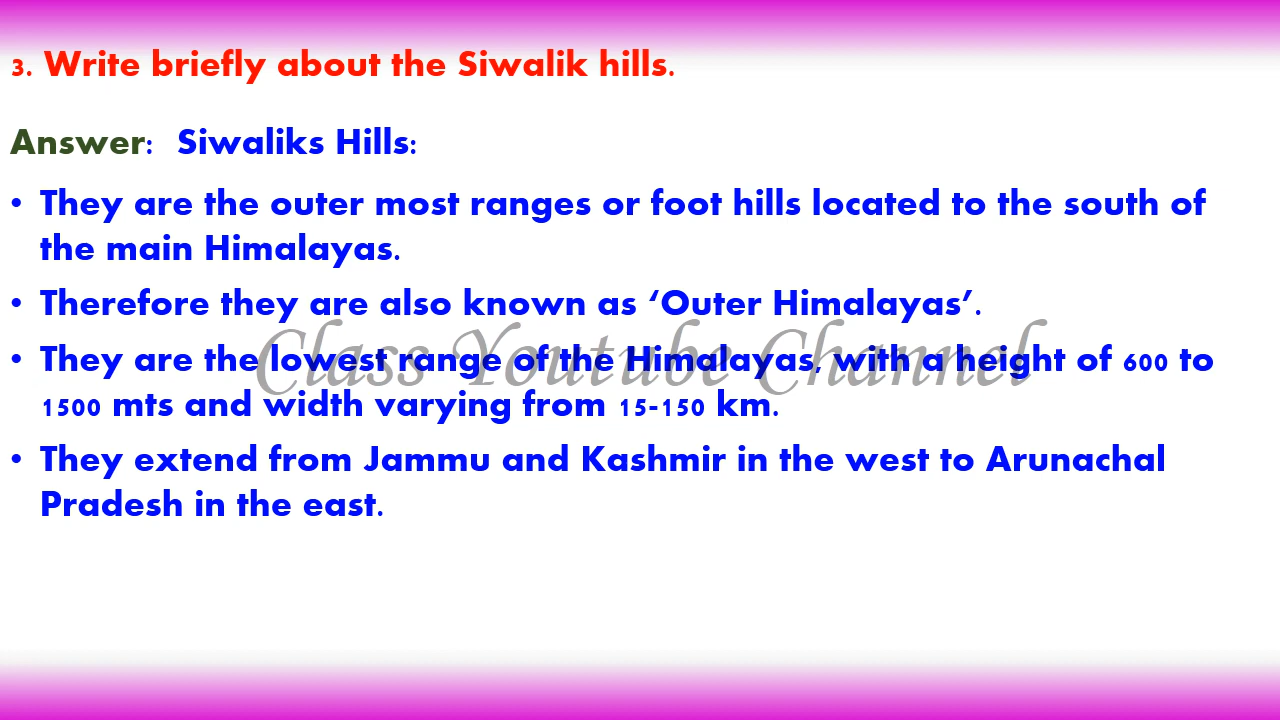 3. Write briefly about the Siwalik hills.
Answer: Siwaliks Hills:
• They are the outer most ranges or foot hills located to the south of
the main Himalayas.
• Therefore they are also known as ‘Outer Himalayas’.
• They are the lowest range of the Himalayas, with a height of 600 to
1500 mts and width varying from 15-150 km.
• They extend from Jammu and Kashmir in the west to Arunachal
Pradesh in the east.
Class Youtube Channel